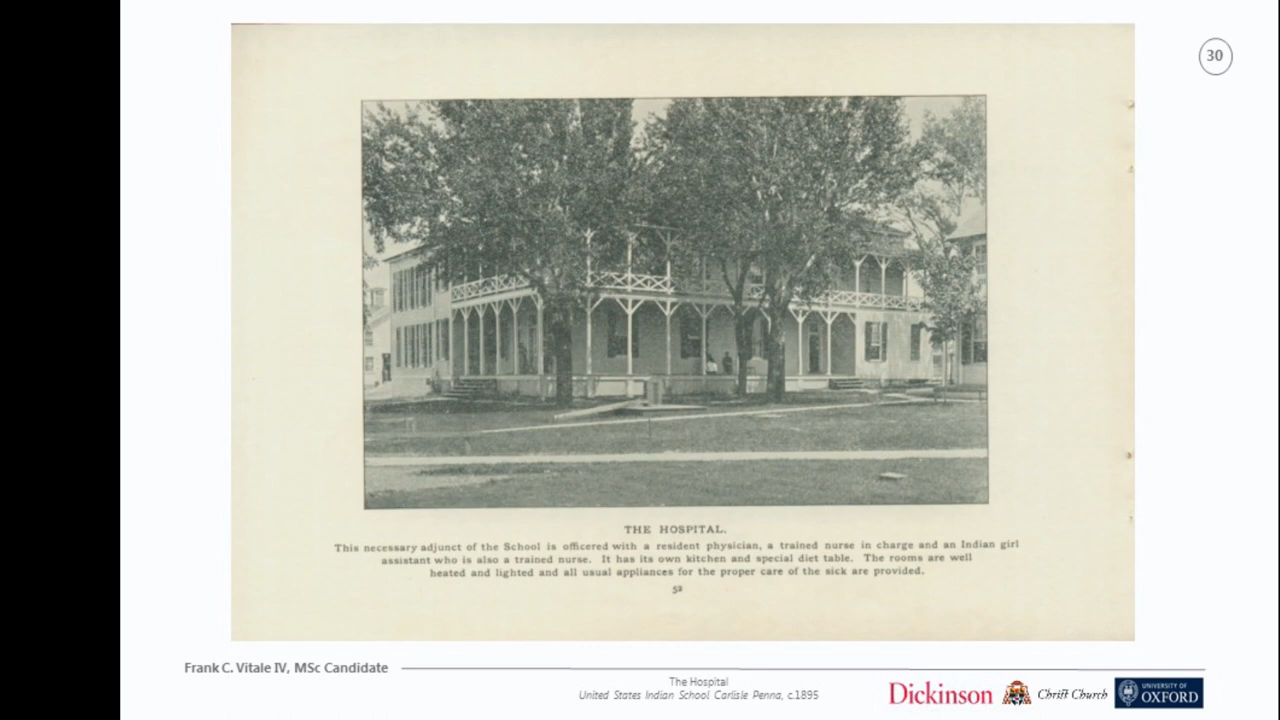 30
THE HOSPITAL.
This necessary adjunct of the School is officered with a resident physician, a trained nurse in charge and an Indian girl
assistant who is also a trained nurse. It has its own kitchen and special diet table. The rooms are well
heated and lighted and all usual appliances for the proper care of the sick are provided.
52
Frank C. Vitale IV, MSc Candidate
The Hospital
United States Indian School Carlisle Penna, c.1895
Dickinson
Christ Church
UNIVERSITY OF
OXFORD